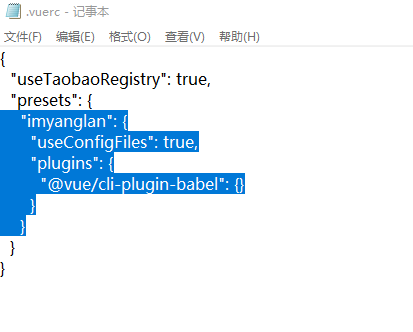 .vuerc - 记事本
文件(F) 编辑(E) 格式(O) 查看(V) 帮助(H)
{
"useTaobaoRegistry": true,
"presets": {
"imyanglan": {
"useConfigFiles": true,
"plugins": {
"@vue/cli-plugin-babel": {}
}
}
}
}